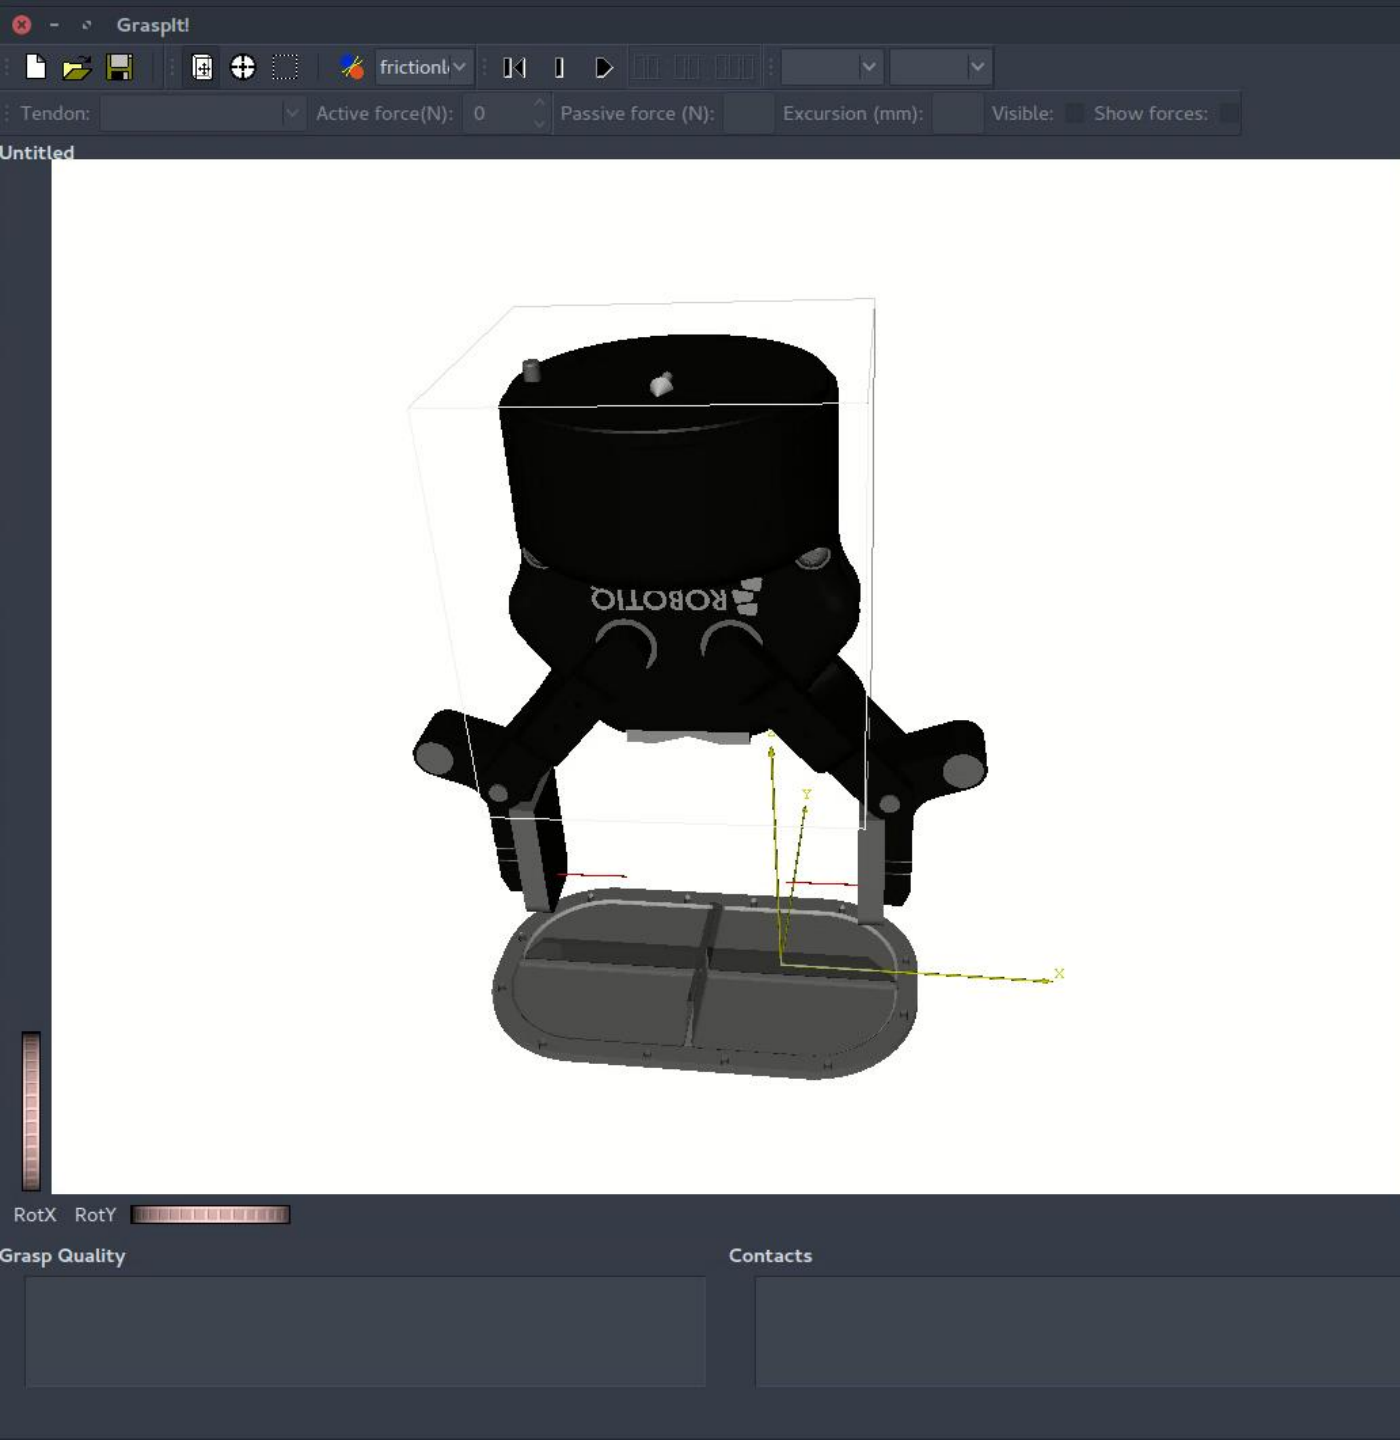 GraspIt!
frictionl
Tendon: Active force(N): 0 Passive force (N): Excursion (mm): Visible: Show forces:
Untitled
ROBOTIQ
Y
X
RotX RotY
Grasp Quality
Contacts